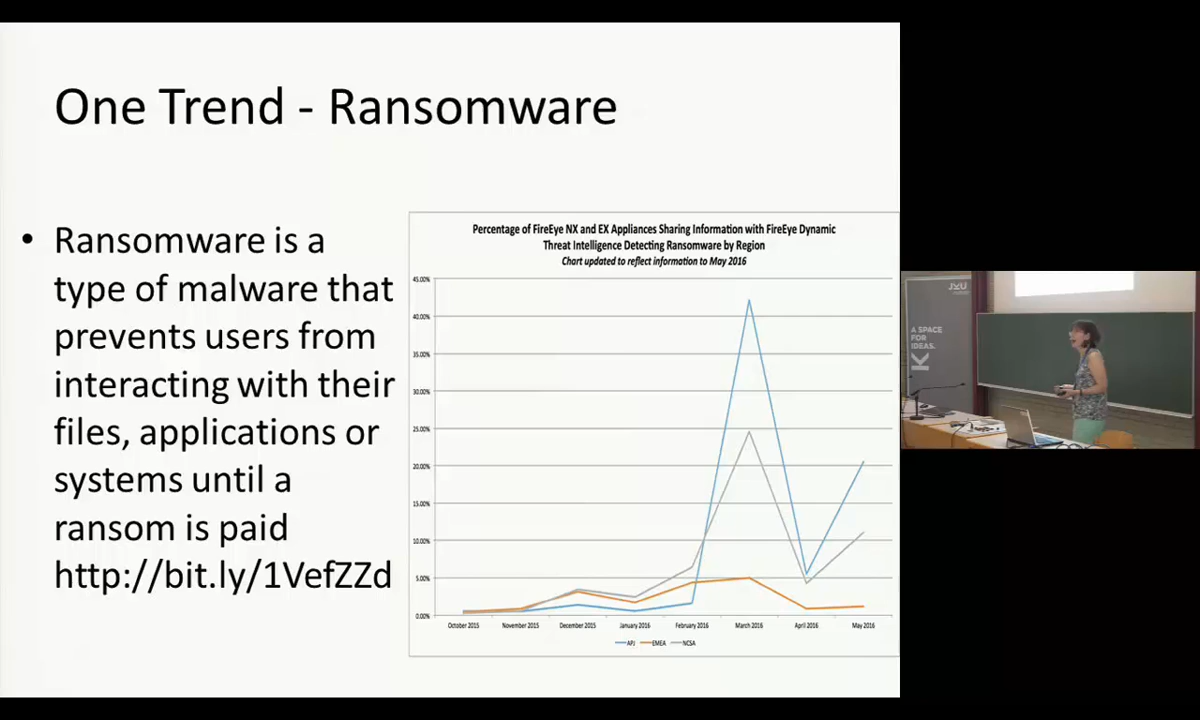 One Trend - Ransomware
• Ransomware is a
type of malware that
prevents users from
interacting with their
files, applications or
systems until a
ransom is paid
http://bit.ly/1VefZZd
Percentage of FireEye NX and EX Appliances Sharing Information with FireEye Dynamic
Threat Intelligence Detecting Ransomware by Region
Chart updated to reflect information to May 2016
45.00%
40.00%
35.00%
30.00%
25.00%
20.00%
15.00%
10.00%
5.00%
0.00%
October 2015 November 2015 December 2015 January 2016 February 2016 March 2016 April 2016 May 2016
APJ EMEA NCSA
JKU
A SPACE
FOR
IDEAS.